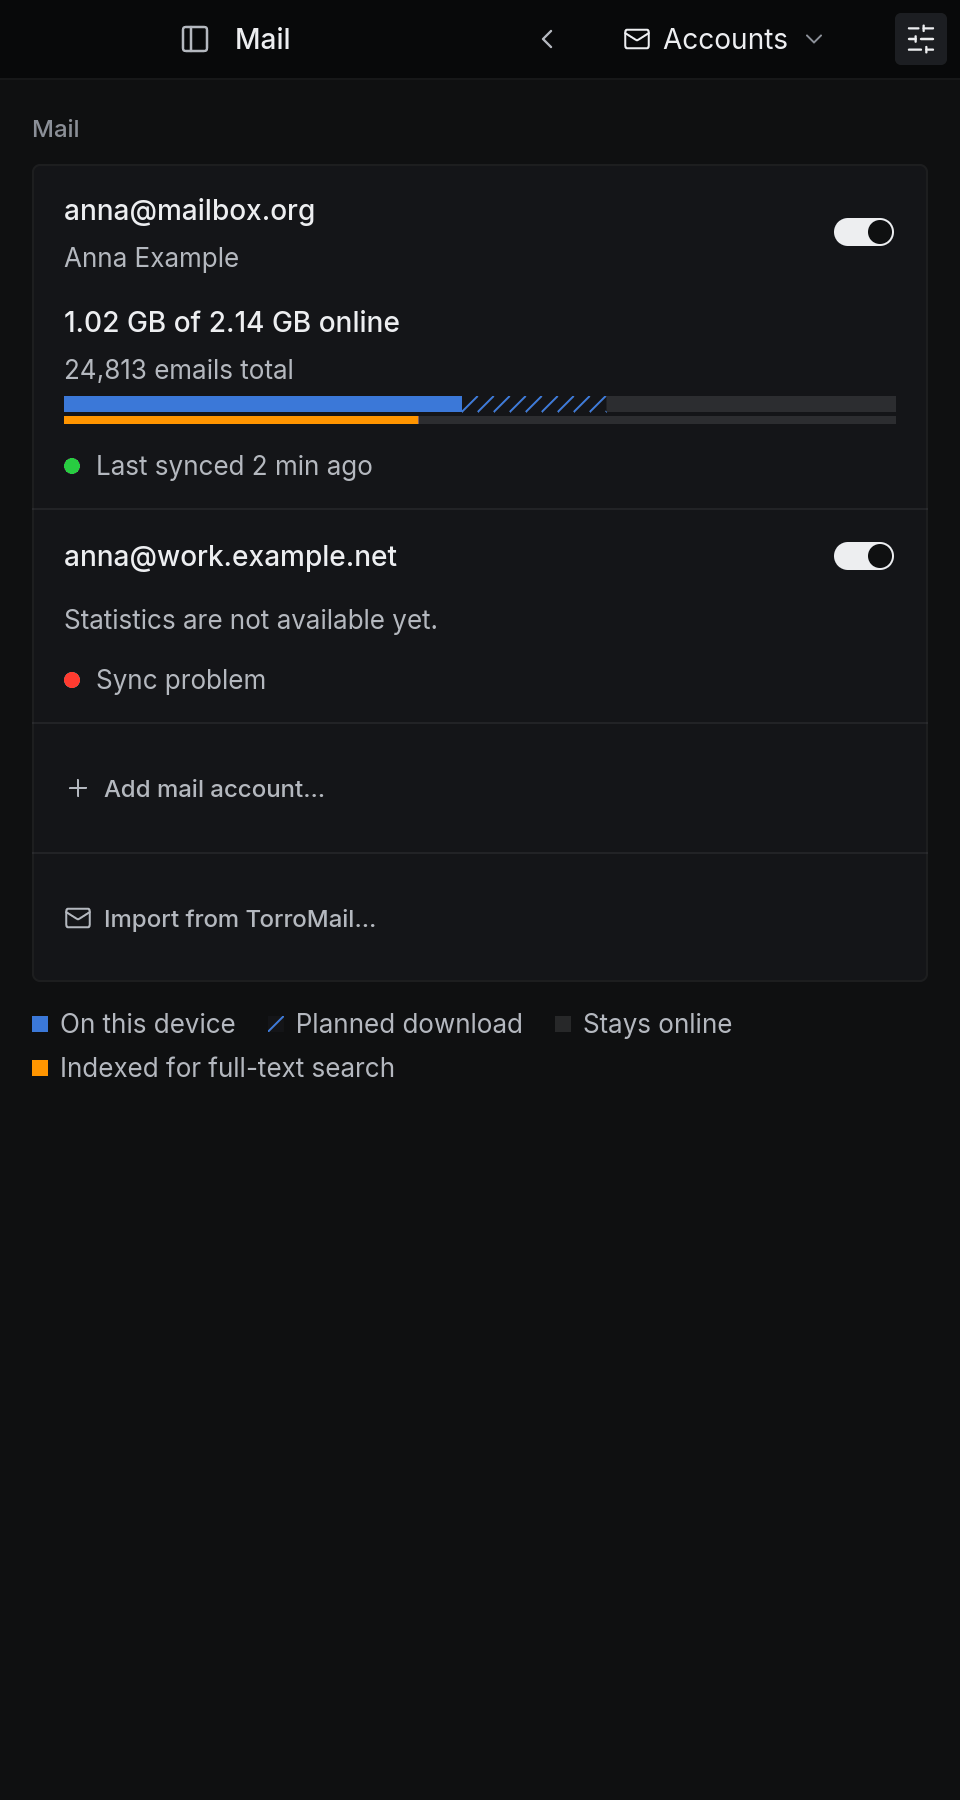 Mail
Accounts
Mail
anna@mailbox.org
Anna Example
1.02 GB of 2.14 GB online
24,813 emails total
Last synced 2 min ago
anna@work.example.net
Statistics are not available yet.
Sync problem
Add mail account...
Import from TorroMail...
On this device
Planned download
Stays online
Indexed for full-text search